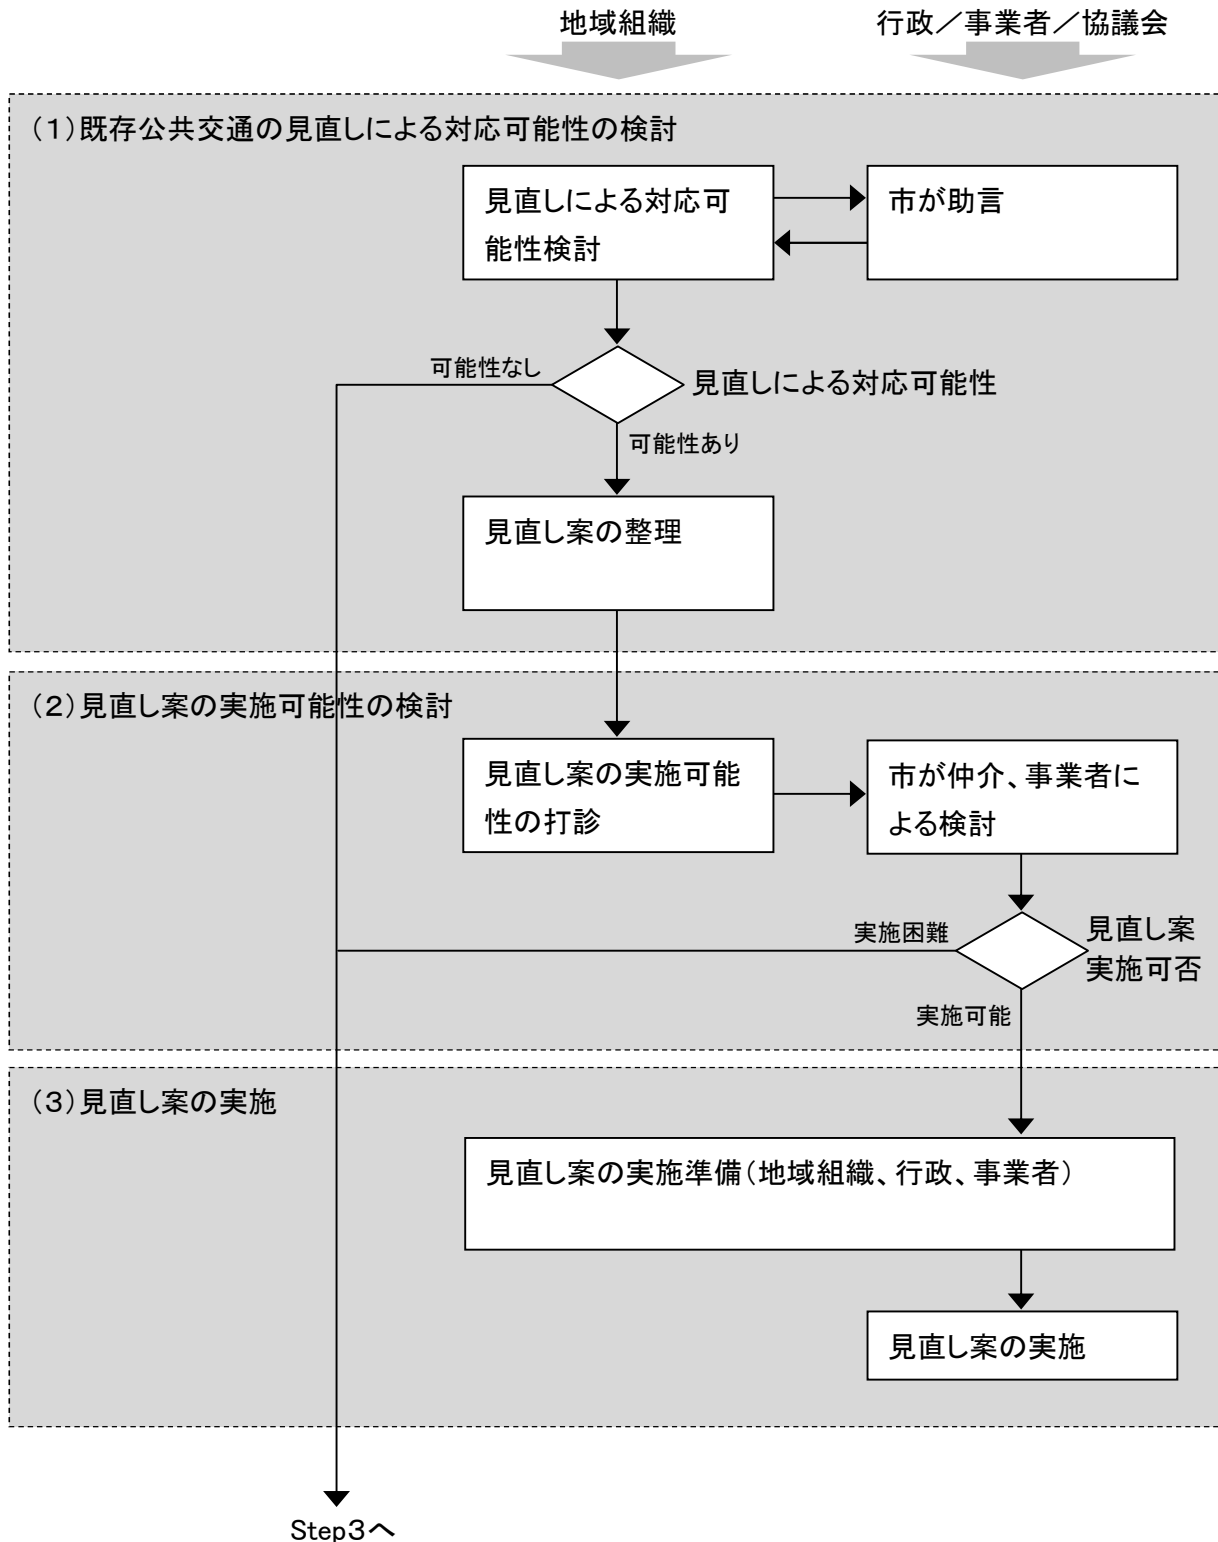 地域組織
行政／事業者／協議会
（１）既存公共交通の見直しによる対応可能性の検討
見直しによる対応可
能性検討
市が助言
可能性なし
見直しによる対応可能性
可能性あり
見直し案の整理
（２）見直し案の実施可能性の検討
見直し案の実施可能
性の打診
市が仲介、事業者に
よる検討
実施困難
見直し案
実施可否
実施可能
（３）見直し案の実施
見直し案の実施準備（地域組織、行政、事業者）
見直し案の実施
Step３へ